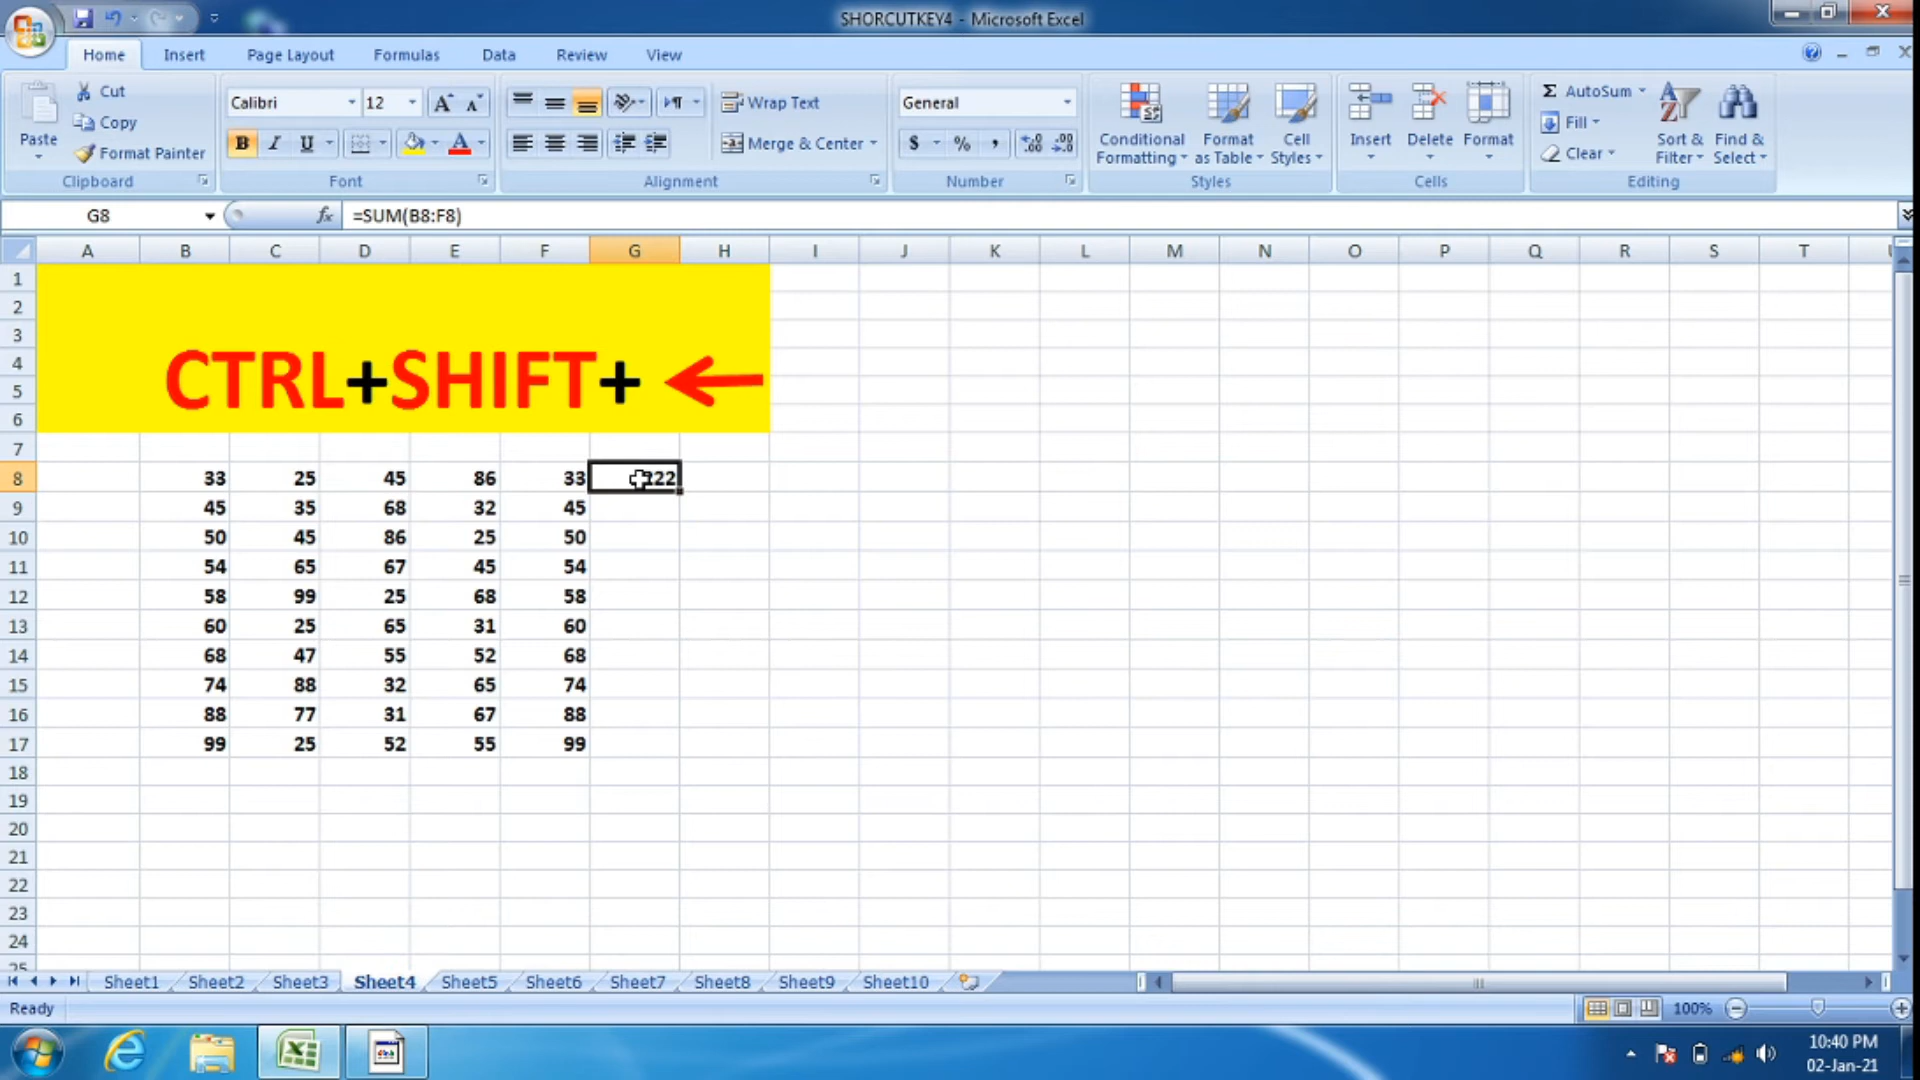 SHORCUTKEY4 - Microsoft Excel
Home Insert Page Layout Formulas Data Review View
Paste Cut Copy Format Painter
Clipboard
Calibri 12
B I U
Font
Wrap Text
Merge & Center
Alignment
General
$ % ,
Number
Conditional Formatting Format as Table Cell Styles
Styles
Insert Delete Format
Cells
Σ AutoSum Fill Clear Sort & Filter Find & Select
Editing
G8 fx =SUM(B8:F8)
A B C D E F G H I J K L M N O P Q R S T
1
2
3
4
CTRL+SHIFT+ ←
5
6
7
8 33 25 45 86 33
9 45 35 68 32 45
10 50 45 86 25 50
11 54 65 67 45 54
12 58 99 25 68 58
13 60 25 65 31 60
14 68 47 55 52 68
15 74 88 32 65 74
16 88 77 31 67 88
17 99 25 52 55 99
18
19
20
21
22
23
24
25
Sheet1 Sheet2 Sheet3 Sheet4 Sheet5 Sheet6 Sheet7 Sheet8 Sheet9 Sheet10
Ready 100%
10:40 PM
02-Jan-21